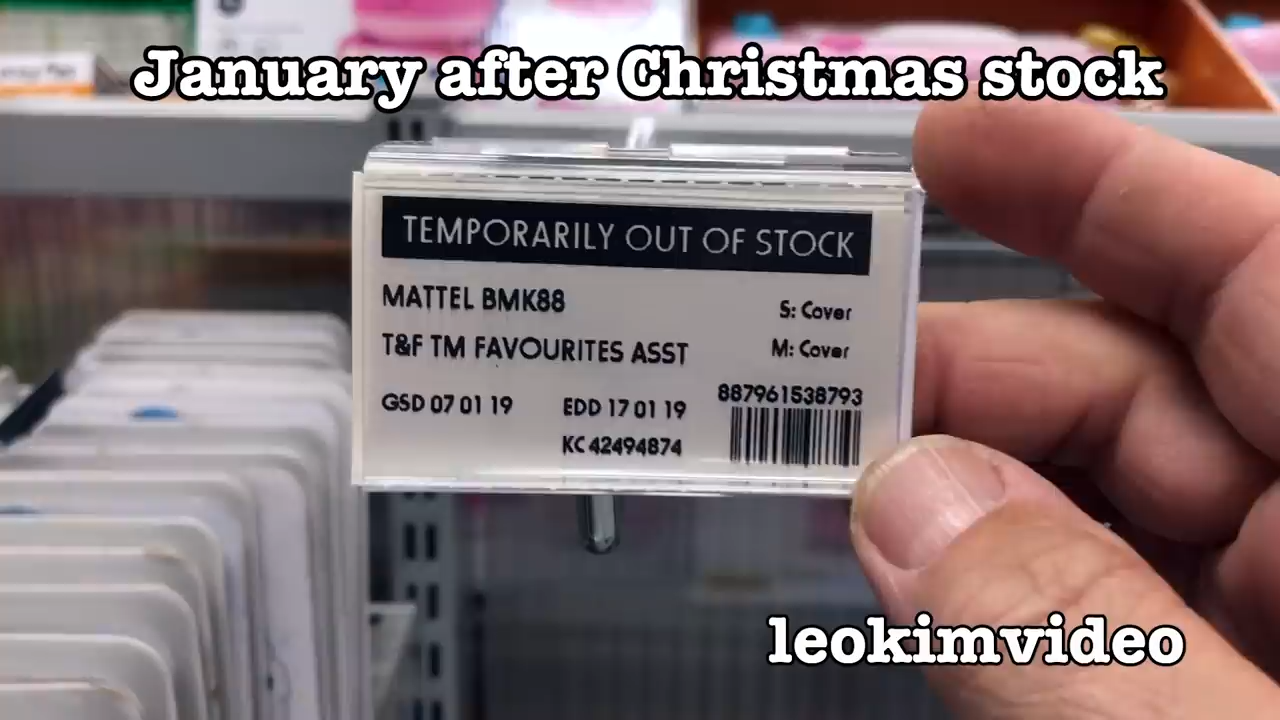 January after Christmas stock
TEMPORARILY OUT OF STOCK
MATTEL BMK88
S: Cover
T&F TM FAVOURITES ASST
M: Cover
GSD 07 01 19
EDD 17 01 19
887961538793
KC 42494874
leokimvideo